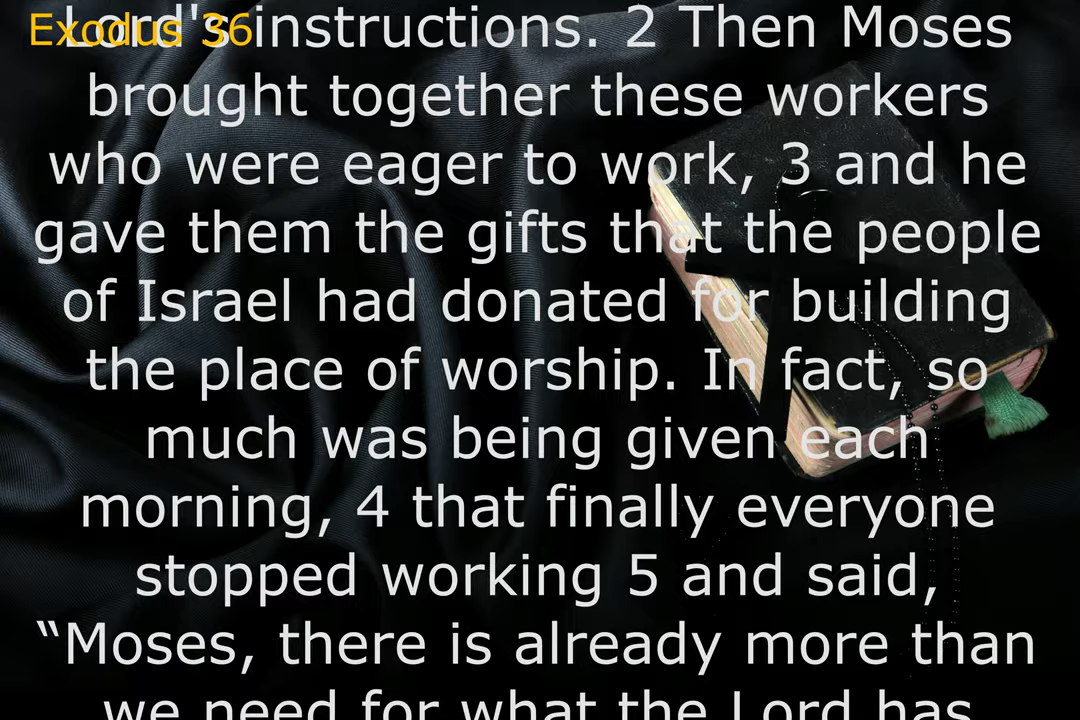 Exodus 36
Lord's instructions. 2 Then Moses
brought together these workers
who were eager to work, 3 and he
gave them the gifts that the people
of Israel had donated for building
the place of worship. In fact, so
much was being given each
morning, 4 that finally everyone
stopped working 5 and said,
“Moses, there is already more than
we need for what the Lord has